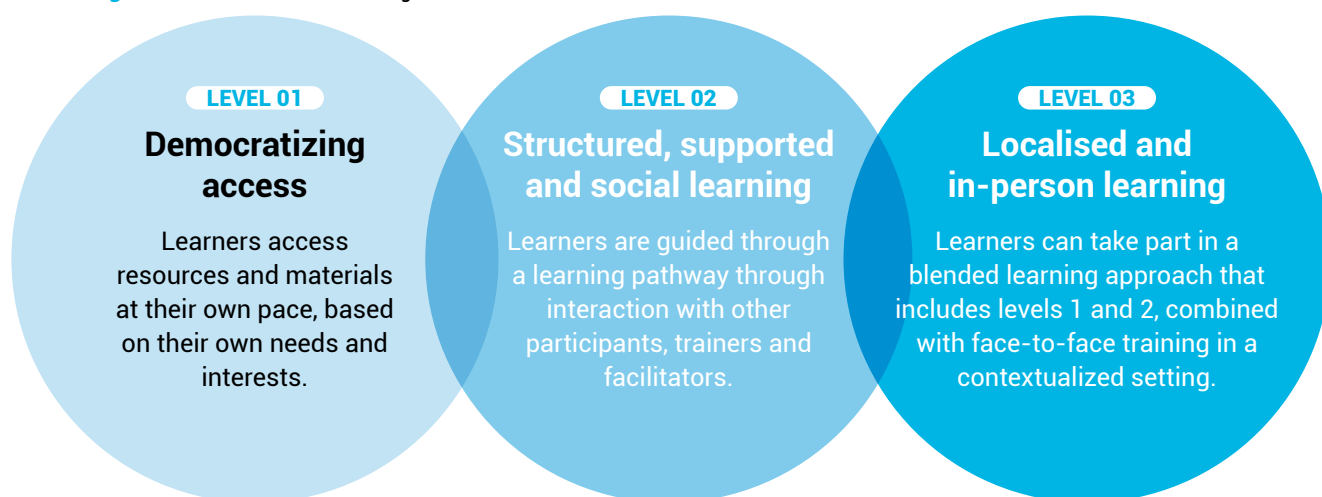 LEVEL 01
Democratizing
access
Learners access
resources and materials
at their own pace, based
on their own needs and
interests.
LEVEL 02
Structured, supported
and social learning
Learners are guided through
a learning pathway through
interaction with other
participants, trainers and
facilitators.
LEVEL 03
Localised and
in-person learning
Learners can take part in a
blended learning approach that
includes levels 1 and 2, combined
with face-to-face training in a
contextualized setting.